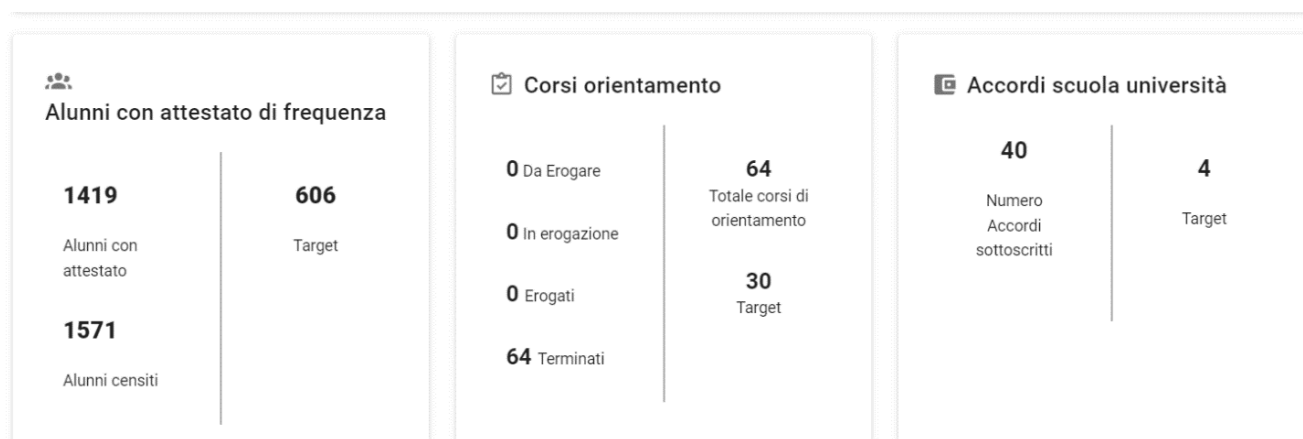 Alunni con attestato di frequenza
1419
Alunni con
attestato
1571
Alunni censiti
606
Target
Corsi orientamento
0 Da Erogare
0 In erogazione
0 Erogati
64 Terminati
64
Totale corsi di
orientamento
30
Target
Accordi scuola università
40
Numero
Accordi
sottoscritti
4
Target